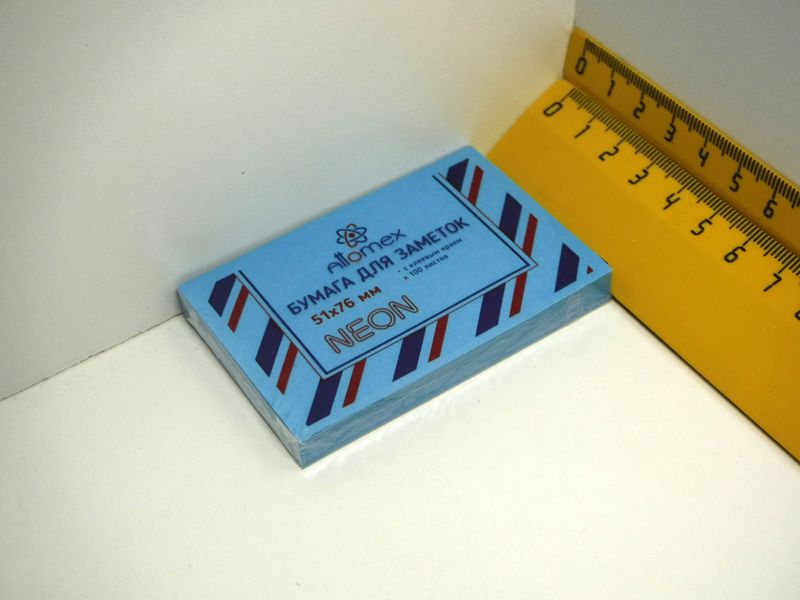 Attomex
БУМАГА ДЛЯ ЗАМЕТОК
51x76 мм
- с клеевым краем
x 100 листов
NEON
0 1 2 3 4 5 6
0 1 2 3 4 5 6 7 8